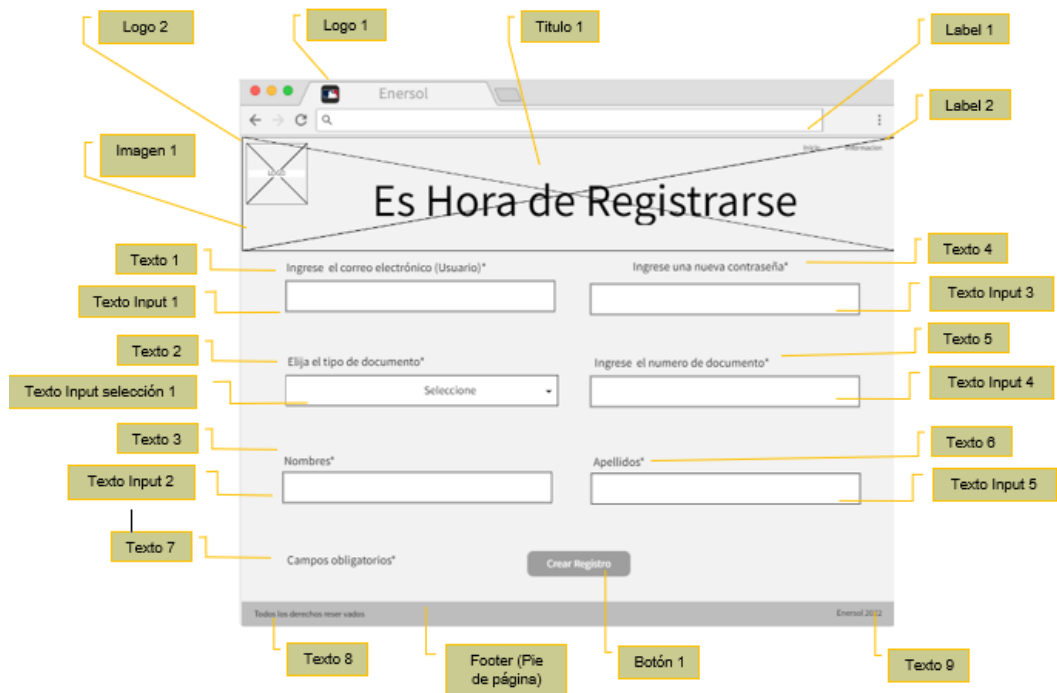 Logo 2
Logo 1
Titulo 1
Label 1
Enersol
Label 2
Imagen 1
Inicio
Informacion
LOGO
Es Hora de Registrarse
Texto 1
Ingrese el correo electrónico (Usuario)*
Ingrese una nueva contraseña*
Texto 4
Texto Input 1
Texto Input 3
Texto 2
Elija el tipo de documento*
Ingrese el numero de documento*
Texto 5
Texto Input selección 1
Seleccione
Texto Input 4
Texto 3
Nombres*
Apellidos*
Texto 6
Texto Input 2
Texto Input 5
Texto 7
Campos obligatorios*
Crear Registro
Todos los derechos reser vados
Enersol 2022
Texto 8
Footer (Pie
de página)
Botón 1
Texto 9